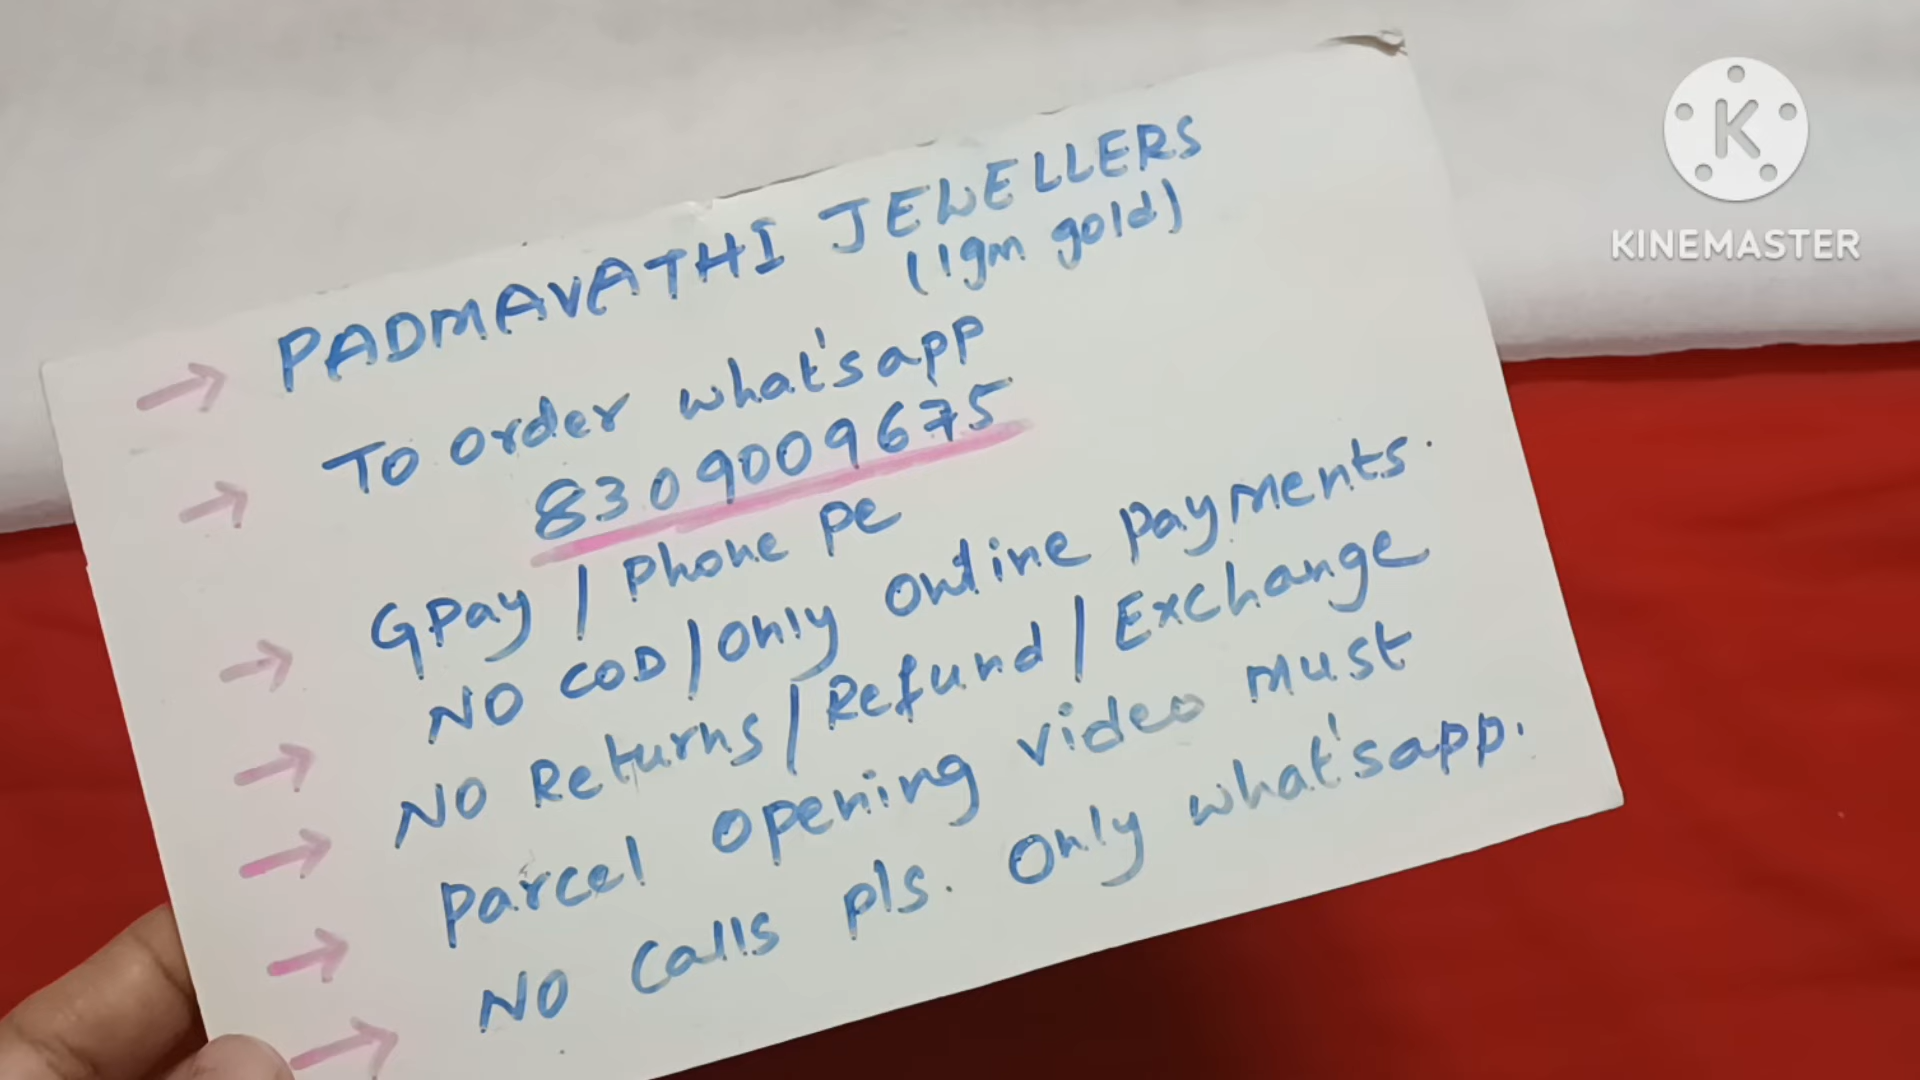 PADMAVATHI JEWELLERS
(1gm gold)
To order what'sapp
8309009675
GPay / Phone Pe
NO COD / Only Online Payments.
NO Returns / Refund / Exchange
Parcel opening video must
NO Calls pls. Only what'sapp.
K
KINEMASTER